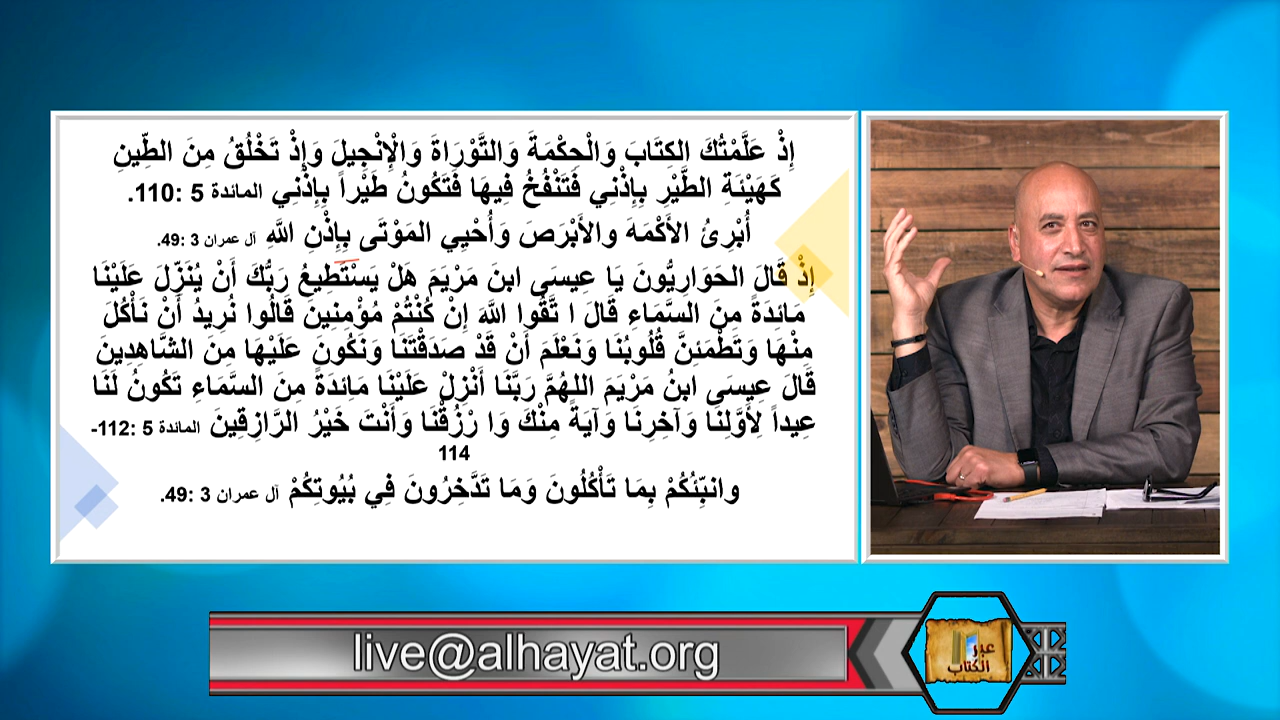 إِذْ عَلَّمْتُكَ الكِتَابَ وَالْحِكْمَةَ وَالتَّوْرَاةَ وَالْإِنْجِيلَ وَإِذْ تَخْلُقُ مِنَ الطِّينِ
كَهَيْئَةِ الطَّيْرِ بِإِذْنِي فَتَنْفُخُ فِيهَا فَتَكُونُ طَيْراً بِإِذْنِي المائدة 5 :110.
أُبْرِئُ الأَكْمَهَ والأَبْرَصَ وَأُحْيِي المَوْتَى بِإِذْنِ اللَّهِ آل عمران 3 :49.
إِذْ قَالَ الحَوَارِيُّونَ يَا عِيسَى ابنَ مَرْيَمَ هَلْ يَسْتَطِيعُ رَبُّكَ أَنْ يُنَزِّلَ عَلَيْنَا
مَائِدَةً مِنَ السَّمَاءِ قَالَ ا تَّقُوا اللَّهَ إِنْ كُنْتُمْ مُؤْمِنِينَ قَالُوا نُرِيدُ أَنْ نَأْكُلَ
مِنْهَا وَتَطْمَئِنَّ قُلُوبُنَا وَنَعْلَمَ أَنْ قَدْ صَدَقْتَنَا وَنَكُونَ عَلَيْهَا مِنَ الشَّاهِدِينَ
قَالَ عِيسَى ابنُ مَرْيَمَ اللهُمَّ رَبَّنَا أَنْزِلْ عَلَيْنَا مَائِدَةً مِنَ السَّمَاءِ تَكُونُ لَنَا
عِيداً لِأَوَّلِنَا وَآخِرِنَا وَآيَةً مِنْكَ وَا رْزُقْنَا وَأَنْتَ خَيْرُ الرَّازِقِينَ المائدة 5 :112-
114
وانبِّئُكُمْ بِمَا تَأْكُلُونَ وَمَا تَدَّخِرُونَ فِي بُيُوتِكُمْ آل عمران 3 :49.
live@alhayat.org
عبر
الكتاب